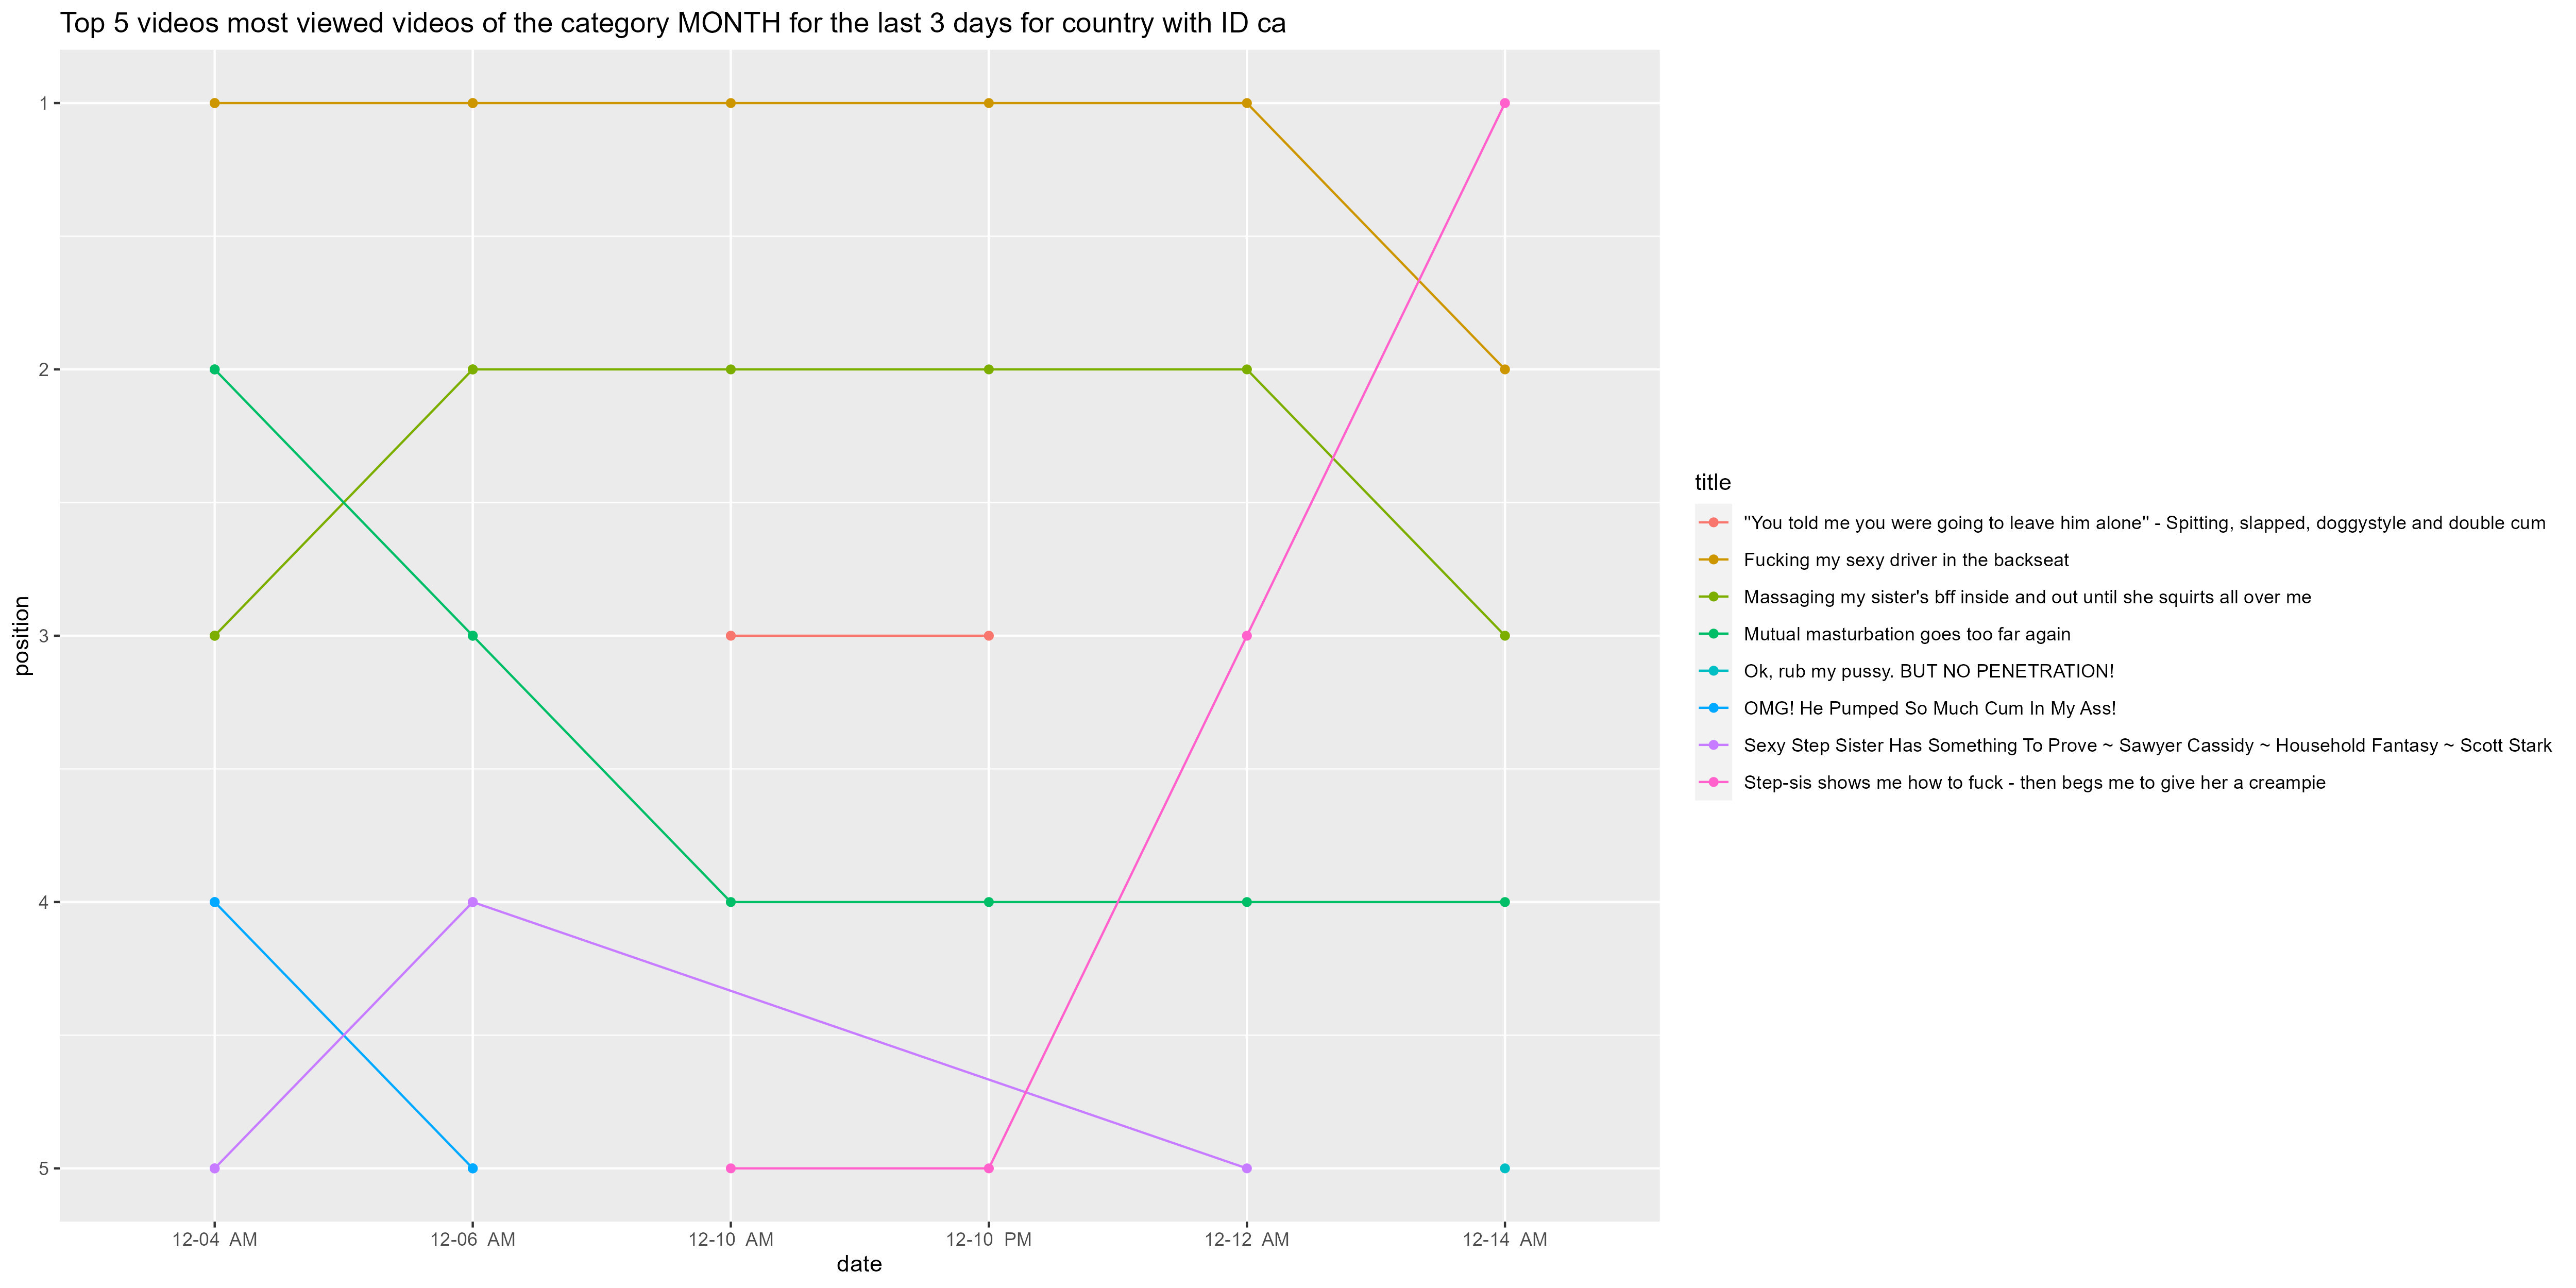 Top 5 videos most viewed videos of the category MONTH for the last 3 days for country with ID ca
position
1
2
3
4
5
12-04 AM
12-06 AM
12-10 AM
12-10 PM
12-12 AM
12-14 AM
date
title
"You told me you were going to leave him alone" - Spitting, slapped, doggystyle and double cum
Fucking my sexy driver in the backseat
Massaging my sister's bff inside and out until she squirts all over me
Mutual masturbation goes too far again
Ok, rub my pussy. BUT NO PENETRATION!
OMG! He Pumped So Much Cum In My Ass!
Sexy Step Sister Has Something To Prove ~ Sawyer Cassidy ~ Household Fantasy ~ Scott Stark
Step-sis shows me how to fuck - then begs me to give her a creampie